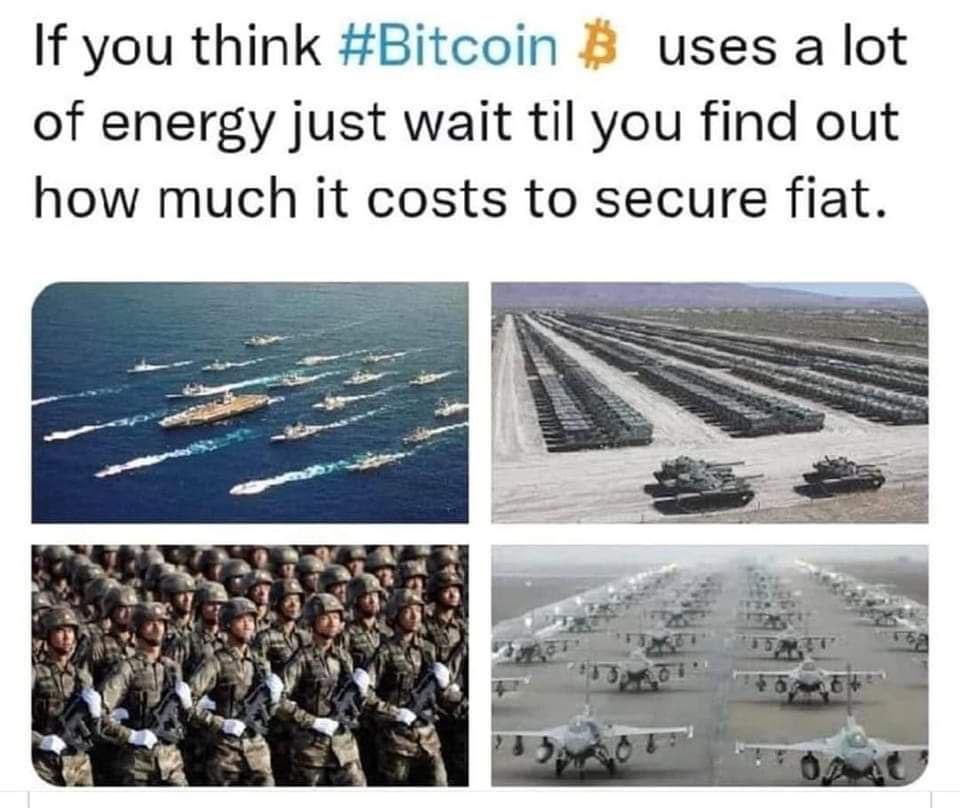 If you think #Bitcoin ₿ uses a lot
of energy just wait til you find out
how much it costs to secure fiat.